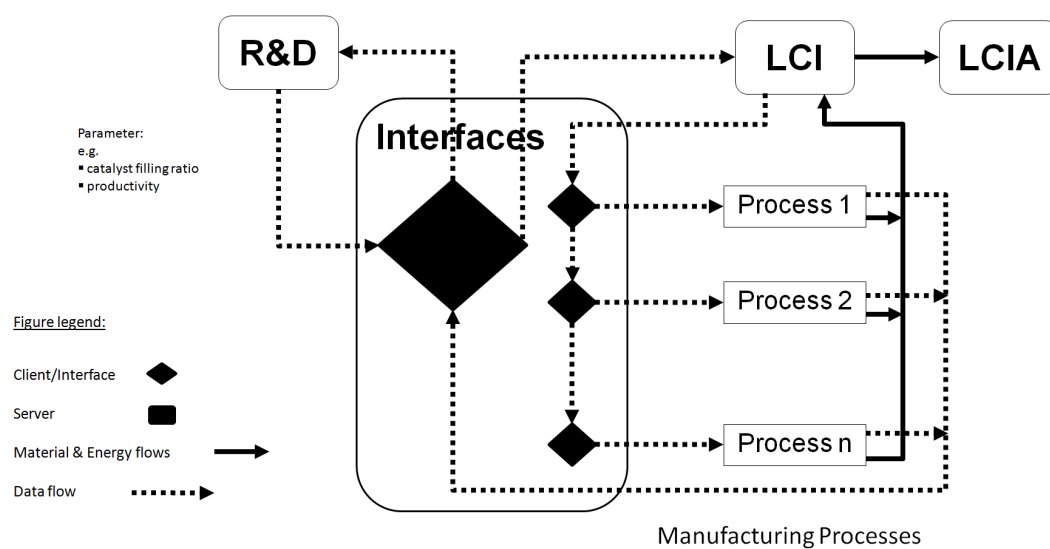 R&D
LCI
LCIA
Interfaces
Parameter:
e.g.
▪ catalyst filling ratio
▪ productivity
Process 1
Process 2
Process n
Figure legend:
Client/Interface
Server
Material & Energy flows
Data flow
Manufacturing Processes